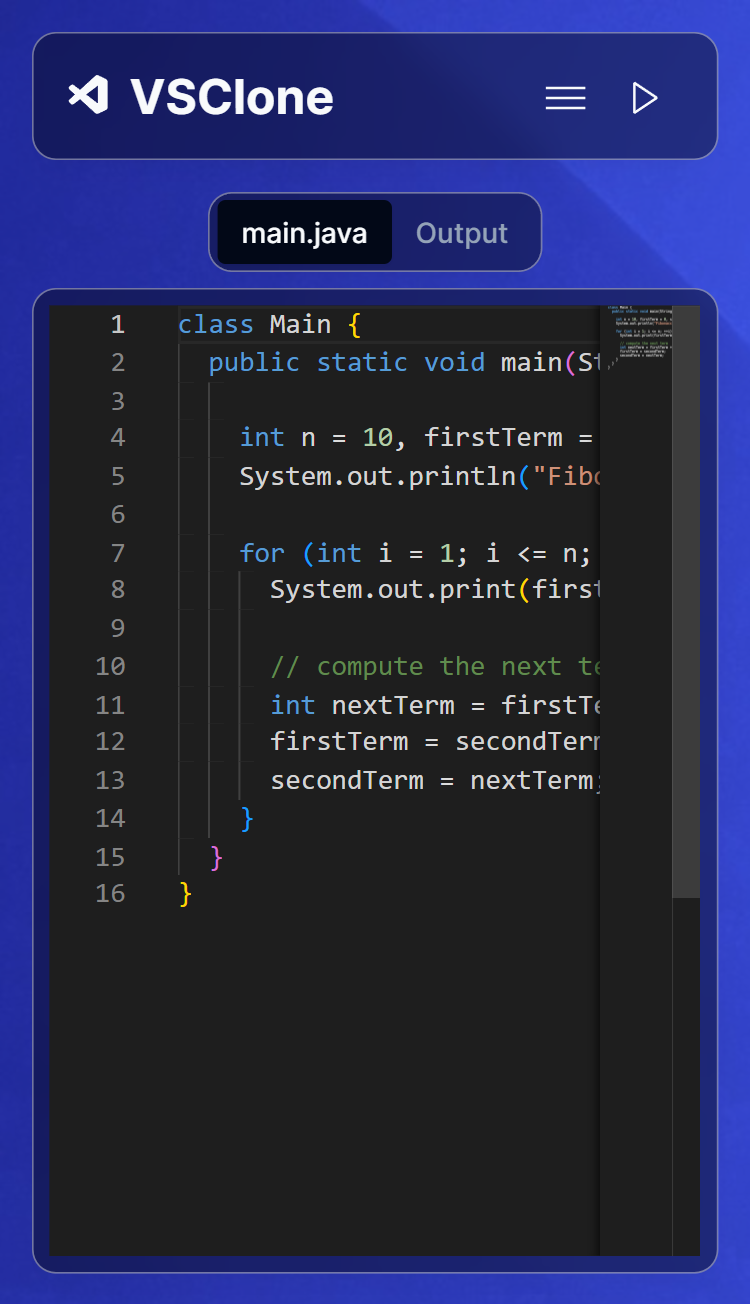 VSClone
main.java Output
1 class Main {
2 public static void main(St
3
4 int n = 10, firstTerm =
5 System.out.println("Fibo
6
7 for (int i = 1; i <= n;
8 System.out.print(first
9
10 // compute the next te
11 int nextTerm = firstTe
12 firstTerm = secondTerm
13 secondTerm = nextTerm;
14 }
15 }
16 }